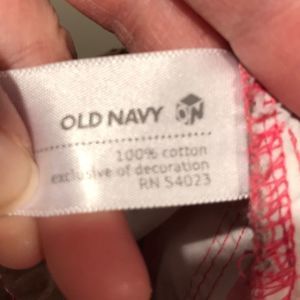 OLD NAVY ON
100% cotton
exclusive of decoration
RN 54023